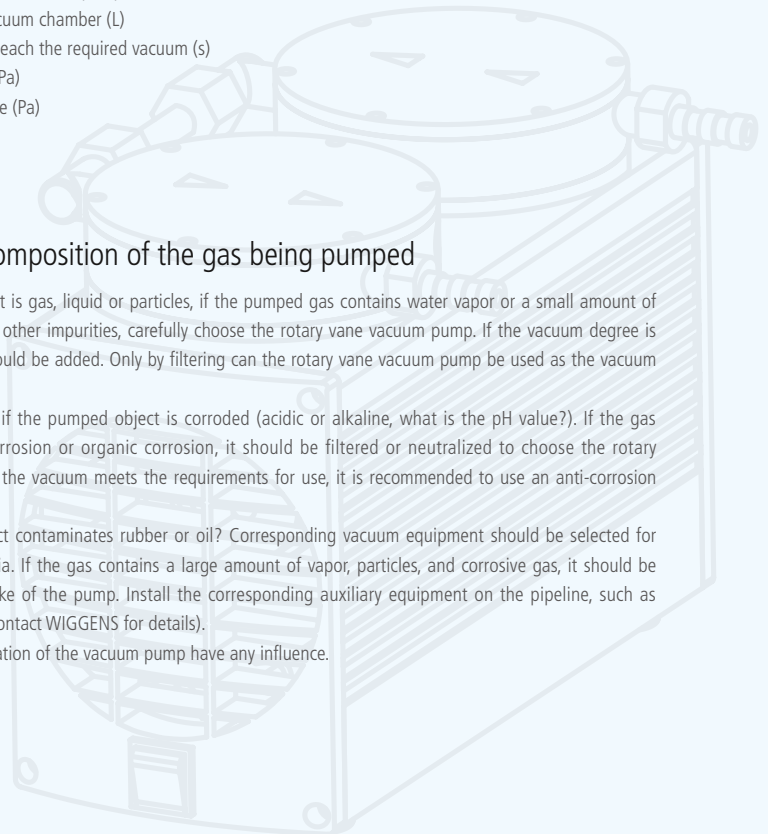 cuum chamber (L)
each the required vacuum (s)
Pa)
e (Pa)
omposition of the gas being pumped
t is gas, liquid or particles, if the pumped gas contains water vapor or a small amount of
other impurities, carefully choose the rotary vane vacuum pump. If the vacuum degree is
ould be added. Only by filtering can the rotary vane vacuum pump be used as the vacuum
if the pumped object is corroded (acidic or alkaline, what is the pH value?). If the gas
rrosion or organic corrosion, it should be filtered or neutralized to choose the rotary
the vacuum meets the requirements for use, it is recommended to use an anti-corrosion
ct contaminates rubber or oil? Corresponding vacuum equipment should be selected for
ia. If the gas contains a large amount of vapor, particles, and corrosive gas, it should be
ke of the pump. Install the corresponding auxiliary equipment on the pipeline, such as
ontact WIGGENS for details).
ation of the vacuum pump have any influence.